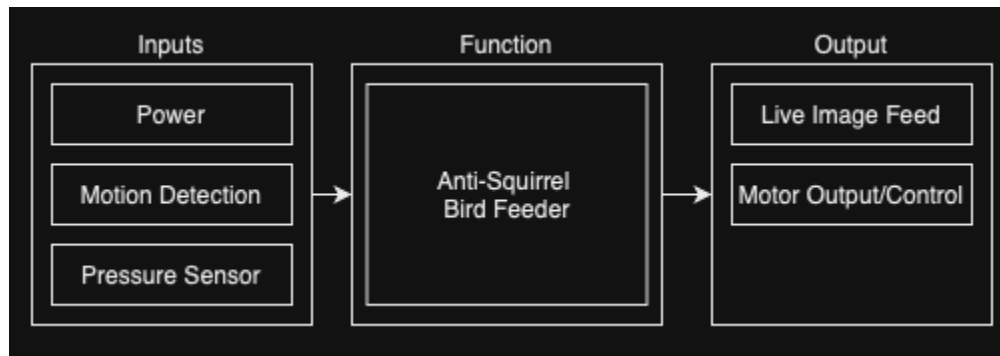 Inputs
Power
Motion Detection
Pressure Sensor
Function
Anti-Squirrel
Bird Feeder
Output
Live Image Feed
Motor Output/Control